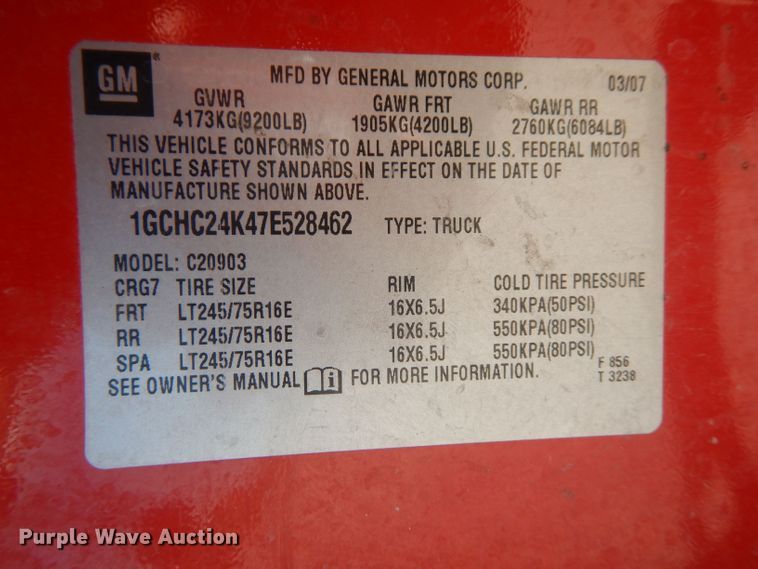 GM
MFD BY GENERAL MOTORS CORP. 03/07
GVWR GAWR FRT GAWR RR
4173KG(9200LB) 1905KG(4200LB) 2760KG(6084LB)
THIS VEHICLE CONFORMS TO ALL APPLICABLE U.S. FEDERAL MOTOR
VEHICLE SAFETY STANDARDS IN EFFECT ON THE DATE OF
MANUFACTURE SHOWN ABOVE.
1GCHC24K47E528462 TYPE: TRUCK
MODEL: C20903
CRG7 TIRE SIZE RIM COLD TIRE PRESSURE
FRT LT245/75R16E 16X6.5J 340KPA(50PSI)
RR LT245/75R16E 16X6.5J 550KPA(80PSI)
SPA LT245/75R16E 16X6.5J 550KPA(80PSI)
SEE OWNER'S MANUAL i FOR MORE INFORMATION.
F 856
T 3238
Purple Wave Auction